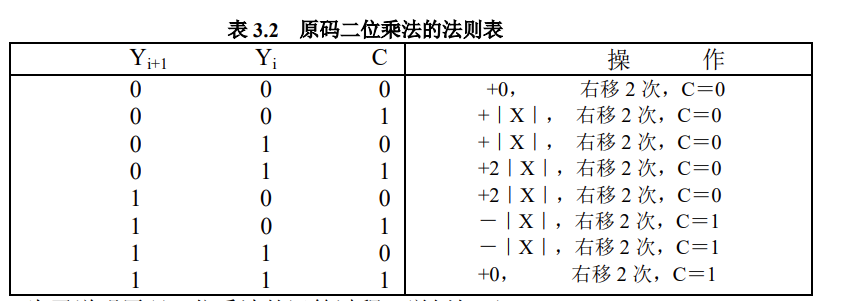 表 3.2 原码二位乘法的法则表
Yi+1 Yi C 操 作
0 0 0 +0， 右移 2 次，C＝0
0 0 1 +｜X｜， 右移 2 次，C＝0
0 1 0 +｜X｜， 右移 2 次，C＝0
0 1 1 +2｜X｜，右移 2 次，C＝0
1 0 0 +2｜X｜，右移 2 次，C＝0
1 0 1 －｜X｜，右移 2 次，C＝1
1 1 0 －｜X｜，右移 2 次，C＝1
1 1 1 +0， 右移 2 次，C＝1